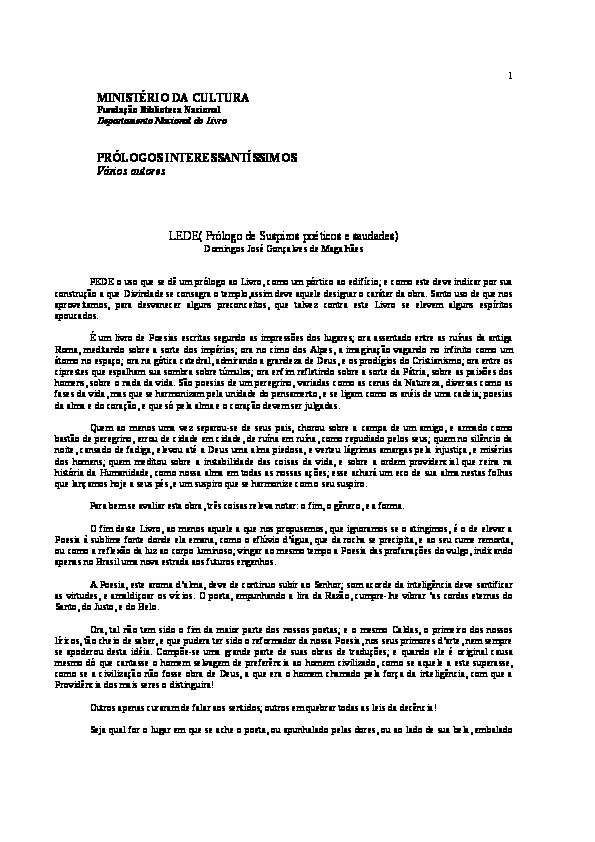 1
MINISTÉRIO DA CULTURA
Fundação Biblioteca Nacional
Departamento Nacional do Livro
PRÓLOGOS INTERESSANTÍSSIMOS
Vários autores
LEDE( Prólogo de Suspiros poéticos e saudades)
Domingos José Gonçalves de Magalhães
PEDE o uso que se dê um prólogo ao Livro, como um pórtico ao edifício; e como este deve indicar por sua
construção a que Divindade se consagra o templo, assim deve aquele designar o caráter da obra. Santo uso de que nos
aproveitamos, para desvanecer alguns preconceitos, que talvez contra este Livro se elevem alguns espíritos
apoucados.
É um livro de Poesias escritas segundo as impressões dos lugares; ora assentado entre as ruínas da antiga
Roma, meditando sobre a sorte dos impérios; ora no cimo dos Alpes, a imaginação vagando no infinito como um
átomo no espaço; ora na gótica catedral, admirando a grandeza de Deus, e os prodígios do Cristianismo; ora entre os
ciprestes que espalham sua sombra sobre túmulos; ora enfim refletindo sobre a sorte da Pátria, sobre as paixões dos
homens, sobre o nada da vida. São poesias de um peregrino, variadas como as cenas da Natureza, diversas como as
fases da vida, mas que se harmonizam pela unidade do pensamento, e se ligam como os anéis de uma cadeia; poesias
da alma e do coração, e que só pela alma e o coração devem ser julgadas.
Quem ao menos uma vez separou-se de seus pais, chorou sobre a campa de um amigo, e armado como
bastão de peregrino, errou de cidade em cidade, de ruína em ruína, como repudiado pelos seus; quem no silêncio da
noite, cansado de fadiga, elevou até a Deus uma alma piedosa, e verteu lágrimas amargas pela injustiça, e misérias
dos homens; quem meditou sobre a instabilidade das coisas da vida, e sobre a ordem providencial que reina na
história da Humanidade, como nossa alma em todas as nossas ações; esse achará um eco de sua alma nestas folhas
que lançamos hoje a seus pés, e um suspiro que se harmonize com o seu suspiro.
Para bem se avaliar esta obra, três coisas releva notar: o fim, o gênero, e a forma.
O fim deste Livro, ao menos aquele a que nos propusemos, que ignoramos se o atingimos, é o de elevar a
Poesia à sublime fonte donde ela emana, como o eflúvio d'água, que da rocha se precipita, e ao seu cume remonta,
ou como a reflexão da luz ao corpo luminoso; vingar ao mesmo tempo a Poesia das profanações do vulgo, indicando
apenas no Brasil uma nova estrada aos futuros engenhos.
A Poesia, este aroma d'alma, deve de contínuo subir ao Senhor; som acorde da inteligência deve santificar
as virtudes, e amaldiçoar os vícios. O poeta, empunhando a lira da Razão, cumpre-lhe vibrar 'as cordas eternas do
Santo, do Justo, e do Belo.
Ora, tal não tem sido o fim da maior parte dos nossos poetas; e o mesmo Caldas, o primeiro dos nossos
líricos, tão cheio de saber, e que pudera ter sido o reformador da nossa Poesia, nos seus primores d'arte, nem sempre
se apoderou desta idéia. Compõe-se uma grande parte de suas obras de traduções; e quando ele é original causa
mesmo dó que cantasse o homem selvagem de preferência ao homem civilizado, como se aquele a este superasse,
como se a civilização não fosse obra de Deus, a que era o homem chamado pela força da inteligência, com que a
Providência dos mais seres o distinguira!
Outros apenas curaram de falar aos sentidos; outros em quebrar todas as leis da decência!
Seja qual for o lugar em que se ache o poeta, ou apunhalado pelas dores, ou ao lado de sua bela, embalado